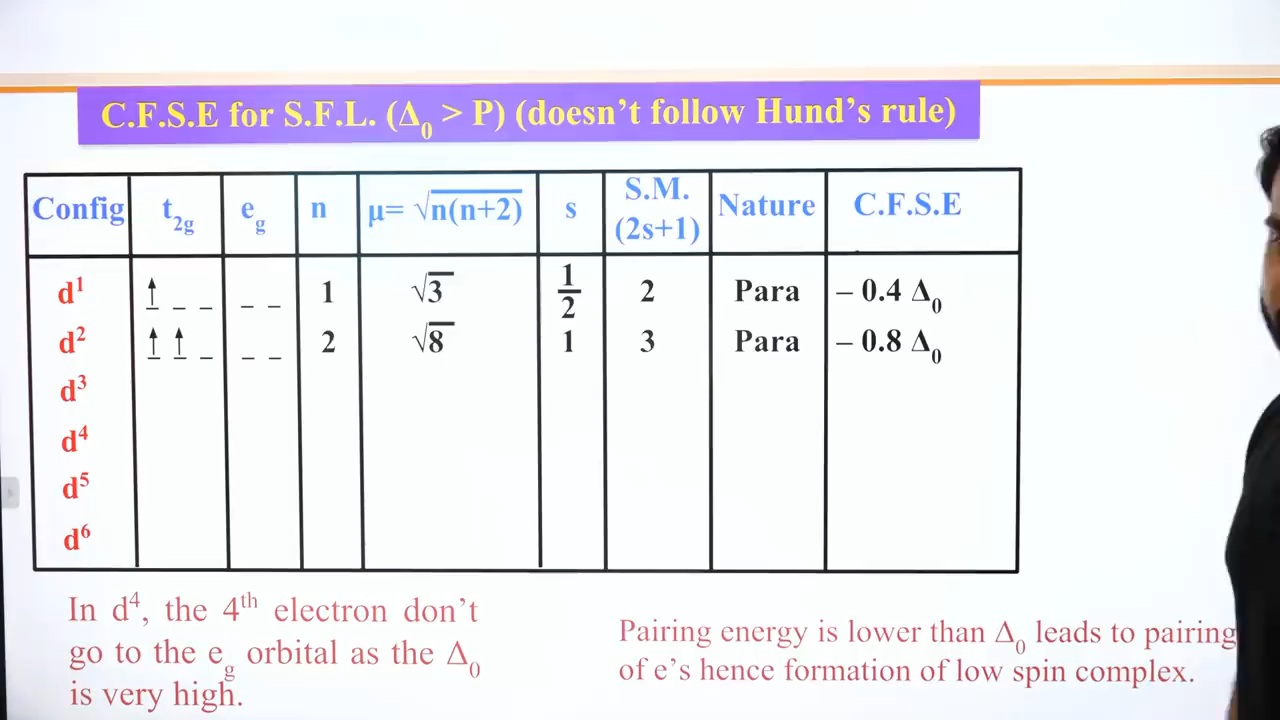 C.F.S.E for S.F.L. (Δ₀ > P) (doesn’t follow Hund’s rule)
Config t₂g eg n μ= √n(n+2) s S.M. (2s+1) Nature C.F.S.E
d¹ ↑ _ _ _ _ 1 √3 1/2 2 Para – 0.4 Δ₀
d² ↑ ↑ _ _ _ 2 √8 1 3 Para – 0.8 Δ₀
d³
d⁴
d⁵
d⁶
In d⁴, the 4ᵗʰ electron don’t
go to the eg orbital as the Δ₀
is very high.
Pairing energy is lower than Δ₀ leads to pairing
of e’s hence formation of low spin complex.